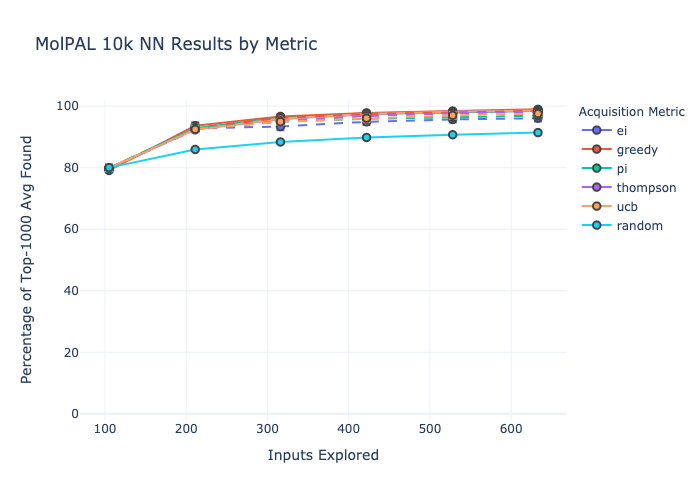 MolPAL 10k NN Results by Metric
Percentage of Top-1000 Avg Found
100
80
60
40
20
0
100
200
300
400
500
600
Inputs Explored
Acquisition Metric
ei
greedy
pi
thompson
ucb
random